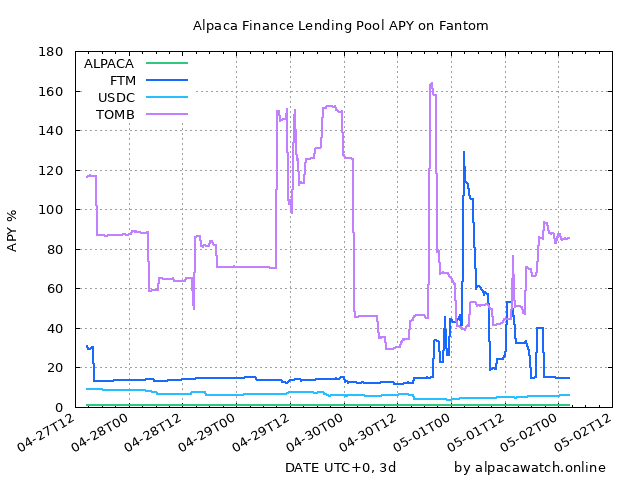 Alpaca Finance Lending Pool APY on Fantom
ALPACA
FTM
USDC
TOMB
APY %
180
160
140
120
100
80
60
40
20
0
04-27T12
04-28T00
04-28T12
04-29T00
04-29T12
04-30T00
04-30T12
05-01T00
05-01T12
05-02T00
05-02T12
DATE UTC+0, 3d
by alpacawatch.online